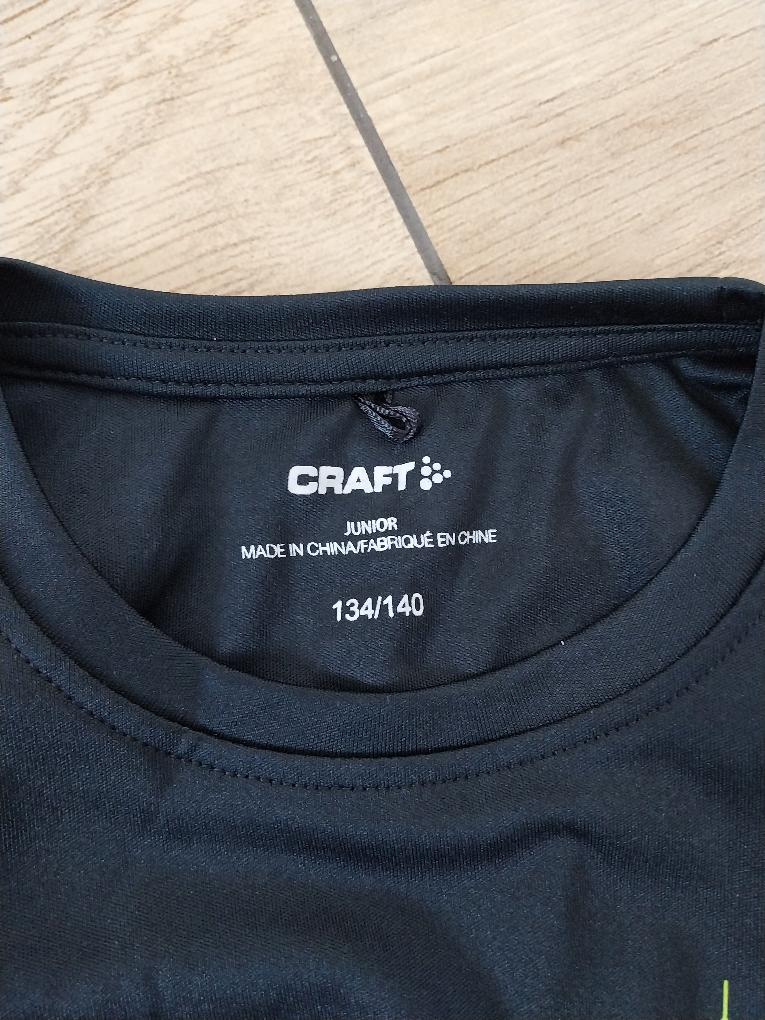 CRAFT
JUNIOR
MADE IN CHINA/FABRIQUÉ EN CHINE
134/140